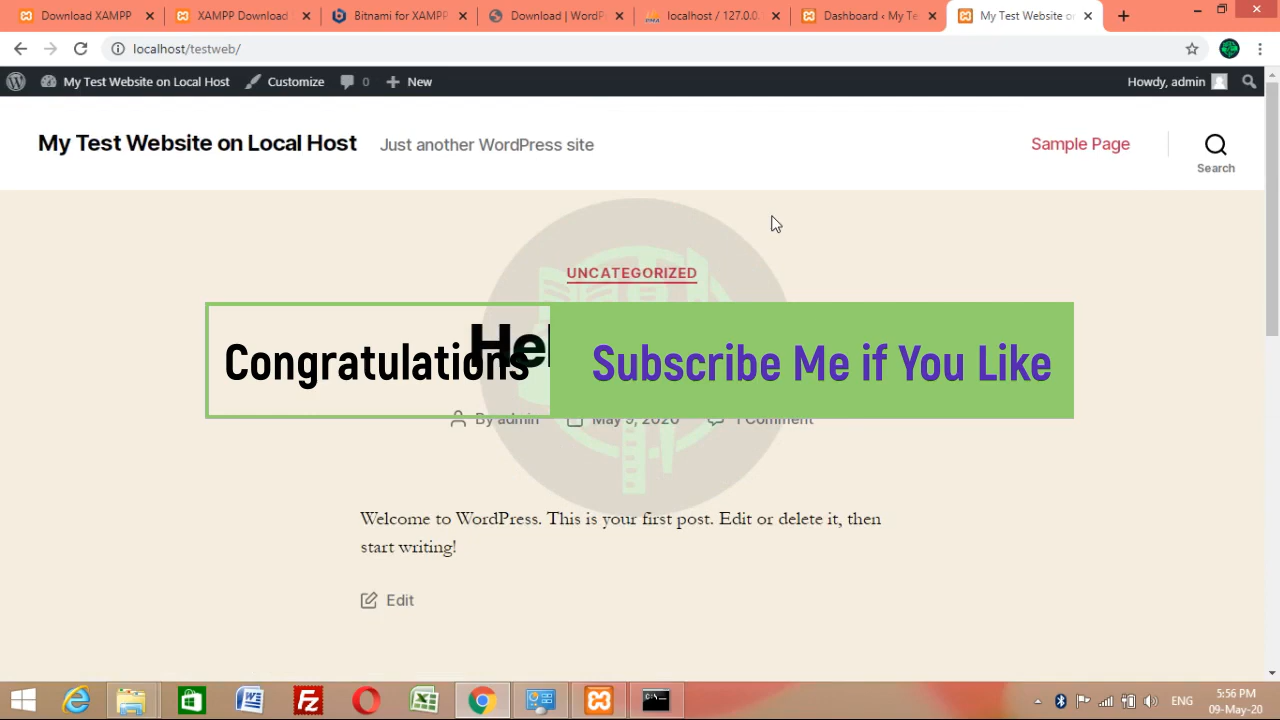 Download XAMPP
XAMPP Download
Bitnami for XAMPP
Download | WordP
localhost / 127.0.0.
Dashboard ‹ My Te
My Test Website o
localhost/testweb/
My Test Website on Local Host
Customize
0
New
Howdy, admin
My Test Website on Local Host
Just another WordPress site
Sample Page
Search
UNCATEGORIZED
Hel
Congratulations
Subscribe Me if You Like
By admin
May 9, 2020
1 Comment
Welcome to WordPress. This is your first post. Edit or delete it, then
start writing!
Edit
ENG
5:56 PM
09-May-20